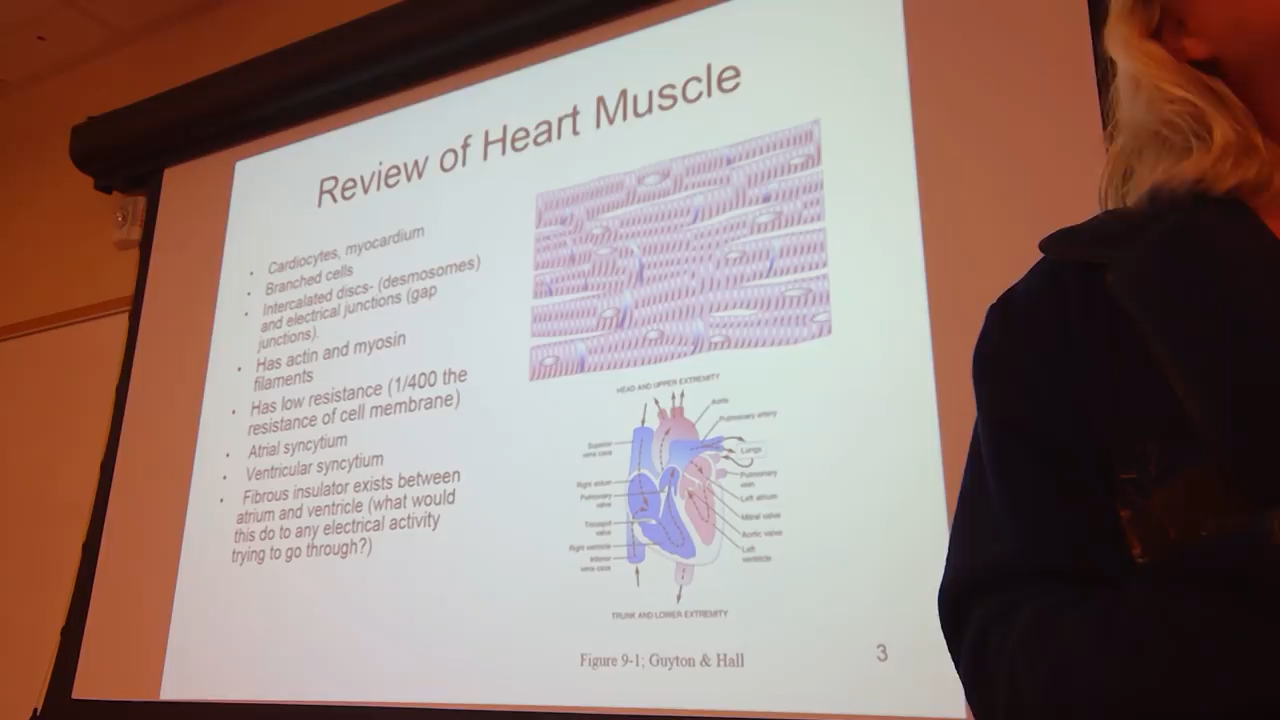 Review of Heart Muscle
• Cardiocytes, myocardium
• Branched cells
• Intercalated discs- (desmosomes)
and electrical junctions (gap
junctions).
• Has actin and myosin
filaments
• Has low resistance (1/400 the
resistance of cell membrane)
• Atrial syncytium
• Ventricular syncytium
• Fibrous insulator exists between
atrium and ventricle (what would
this do to any electrical activity
trying to go through?)
HEAD AND UPPER EXTREMITY
Aorta
Pulmonary artery
Superior
vena cava
Lungs
Right atrium
Pulmonary
vein
Pulmonary
valve
Left atrium
Tricuspid
valve
Mitral valve
Aortic valve
Right ventricle
Left
ventricle
Inferior
vena cava
TRUNK AND LOWER EXTREMITY
Figure 9-1; Guyton & Hall
3